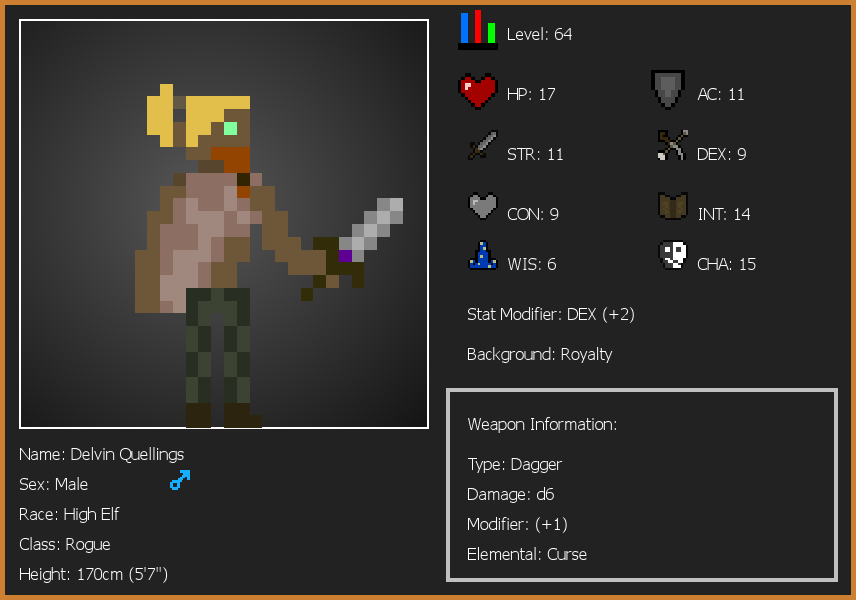 Level: 64
HP: 17
AC: 11
STR: 11
DEX: 9
CON: 9
INT: 14
WIS: 6
CHA: 15
Stat Modifier: DEX (+2)
Background: Royalty
Weapon Information:
Type: Dagger
Damage: d6
Modifier: (+1)
Elemental: Curse
Name: Delvin Quellings
Sex: Male
Race: High Elf
Class: Rogue
Height: 170cm (5'7")